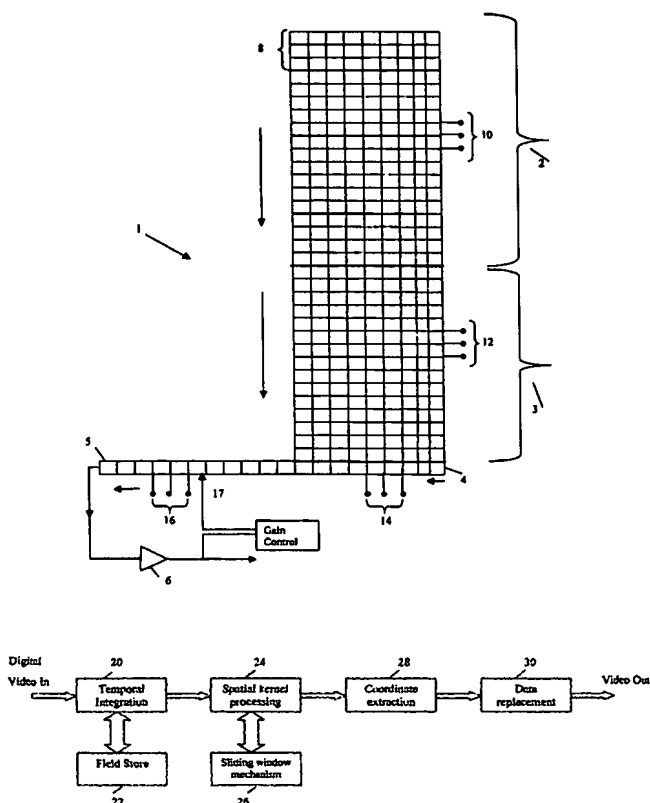 8
10
2
1
12
3
5
4
17
16
14
Gain
Control
6
Digital
Video In
20
24
28
30
Video Out
Temporal
Integration
Spatial kernel
processing
Coordinate
extraction
Data
replacement
Field Store
Sliding window
mechanism
22
26